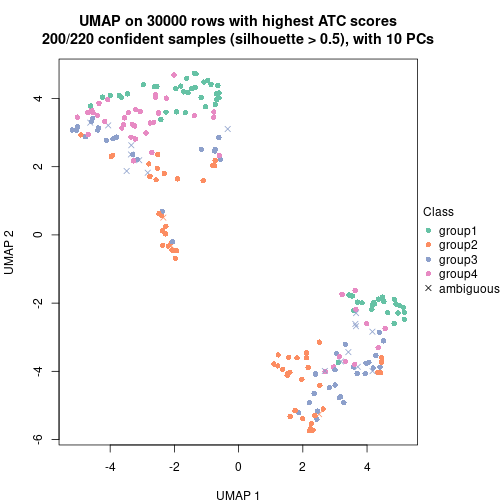 UMAP on 30000 rows with highest ATC scores
200/220 confident samples (silhouette > 0.5), with 10 PCs
4
2
0
-2
-4
-6
UMAP 2
-4
-2
0
2
4
UMAP 1
Class
group1
group2
group3
group4
ambiguous